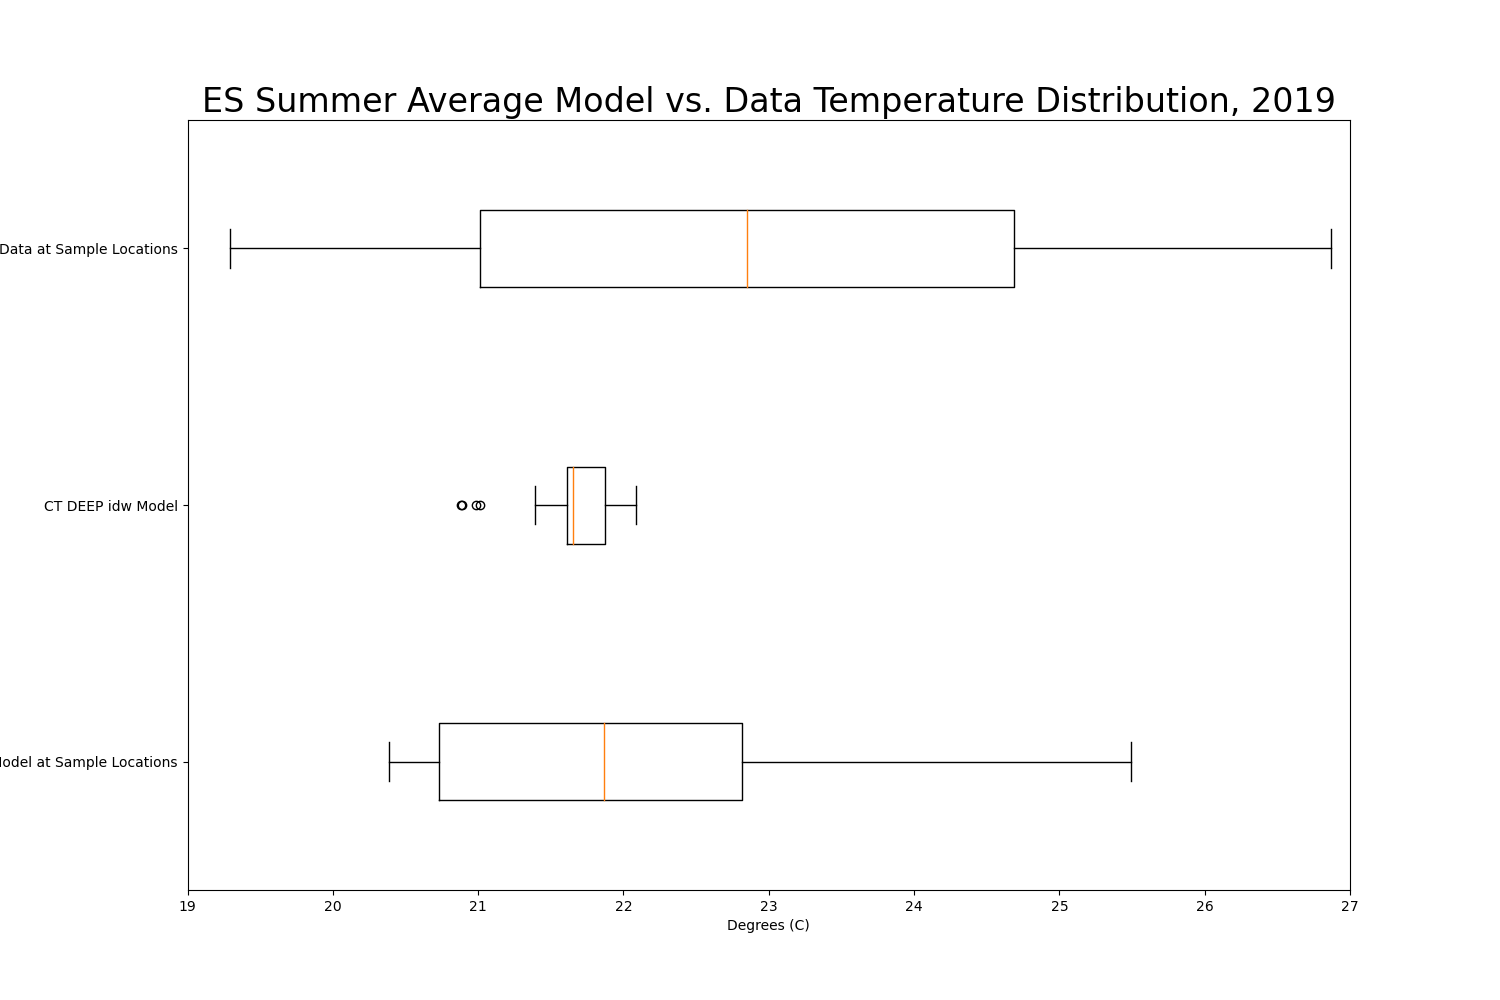 ES Summer Average Model vs. Data Temperature Distribution, 2019
Data at Sample Locations
CT DEEP idw Model
at Sample Locations
19 20 21 22 23 24 25 26 27
Degrees (C)